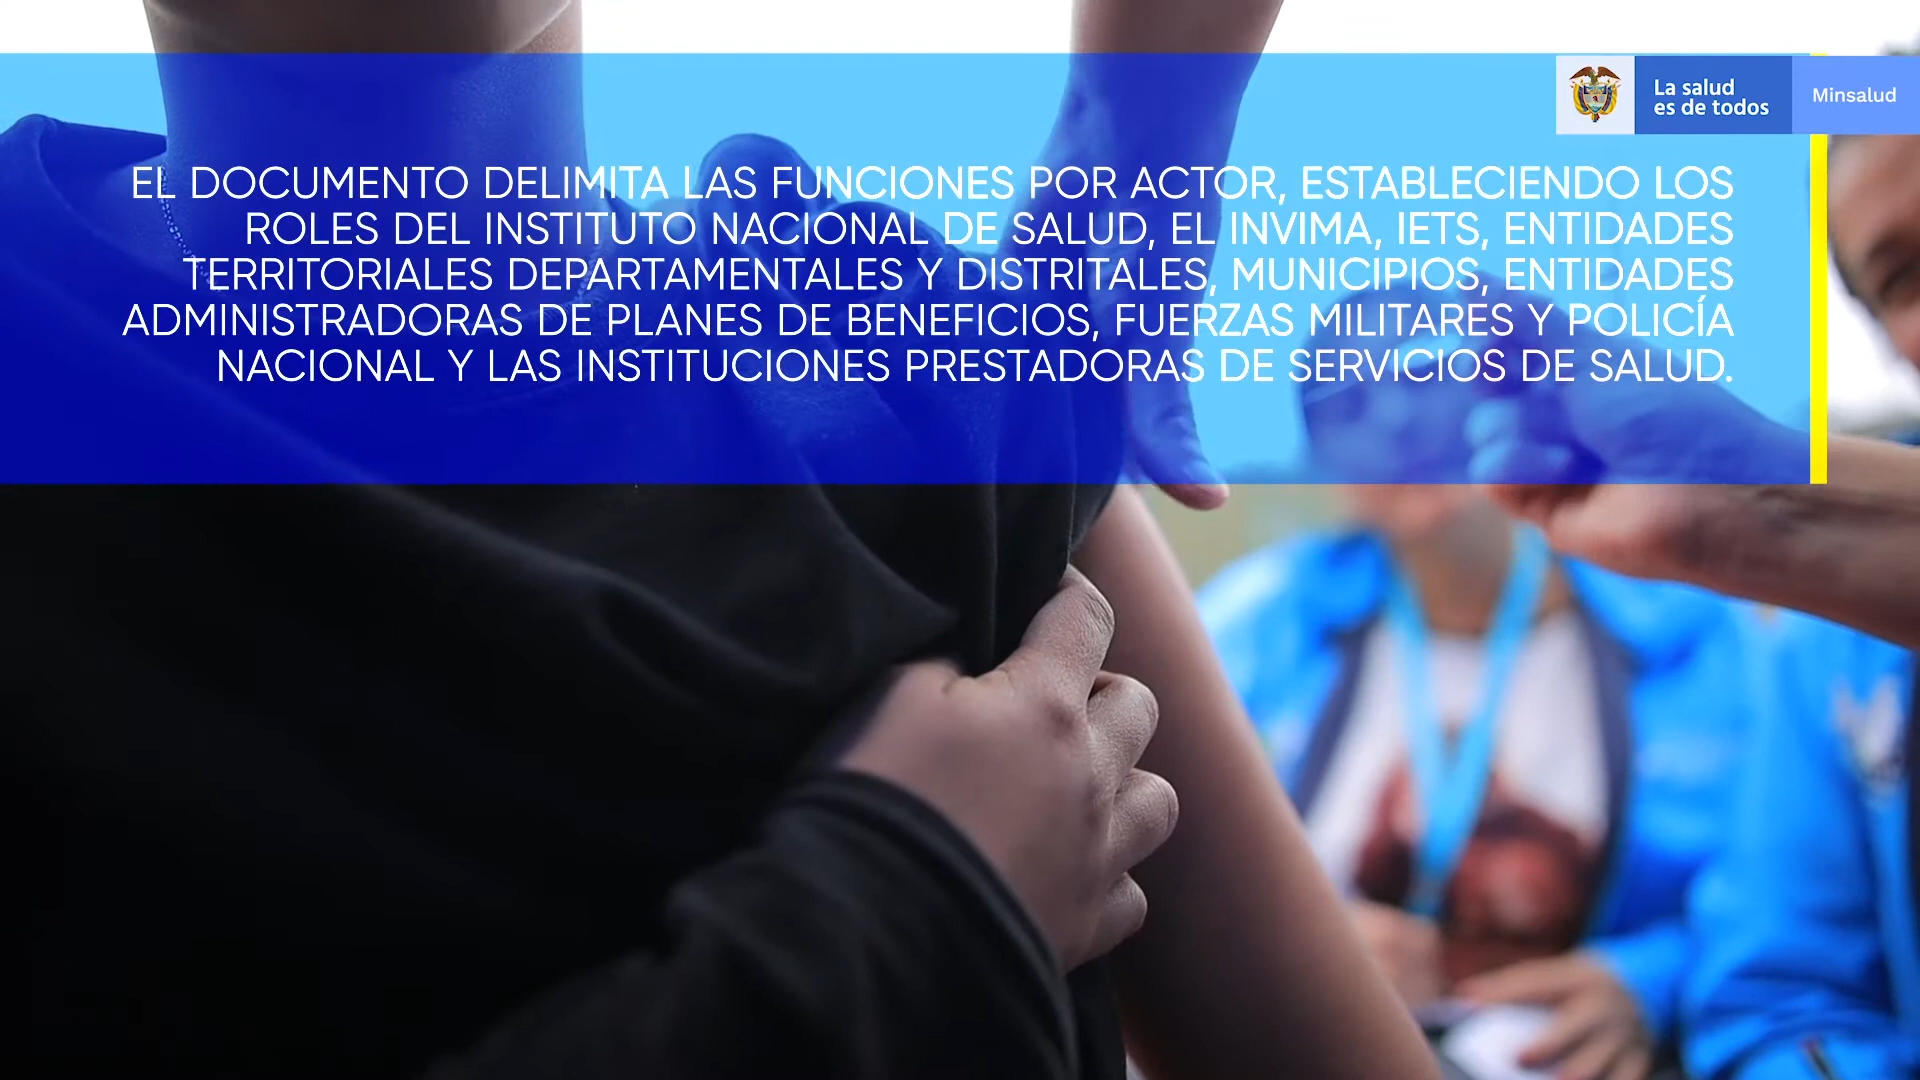 La salud
es de todos
Minsalud
EL DOCUMENTO DELIMITA LAS FUNCIONES POR ACTOR, ESTABLECIENDO LOS
ROLES DEL INSTITUTO NACIONAL DE SALUD, EL INVIMA, IETS, ENTIDADES
TERRITORIALES DEPARTAMENTALES Y DISTRITALES, MUNICIPIOS, ENTIDADES
ADMINISTRADORAS DE PLANES DE BENEFICIOS, FUERZAS MILITARES Y POLICÍA
NACIONAL Y LAS INSTITUCIONES PRESTADORAS DE SERVICIOS DE SALUD.